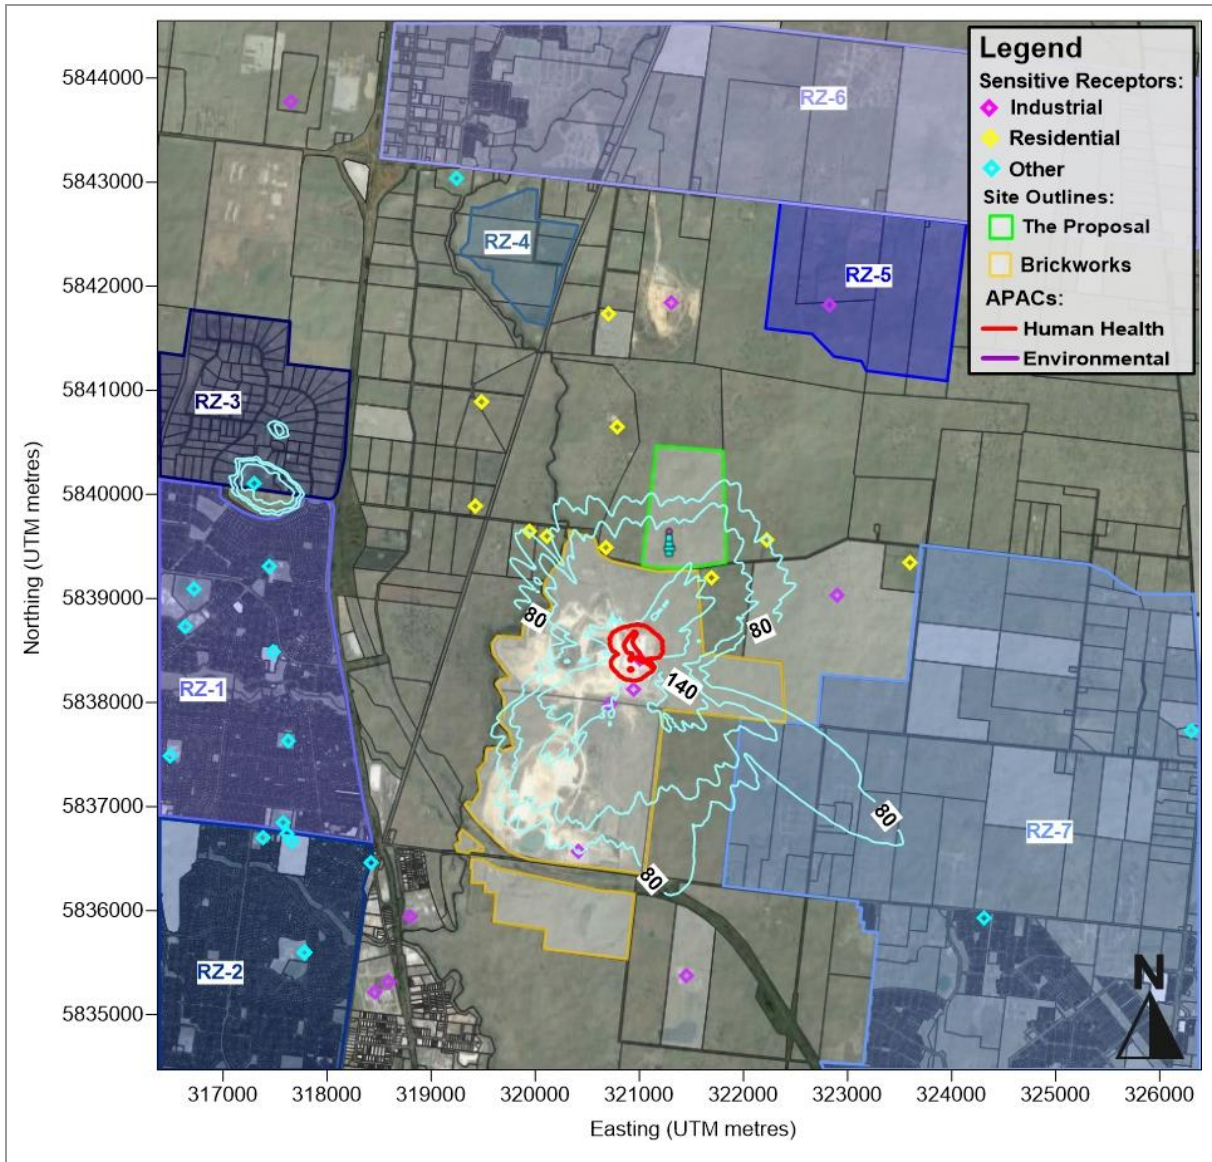 Legend
Sensitive Receptors:
Industrial
Residential
Other
Site Outlines:
The Proposal
Brickworks
APACs:
Human Health
Environmental
RZ-6
RZ-4
RZ-5
RZ-3
80
80
RZ-1
140
80
RZ-7
80
RZ-2
N
5844000
5843000
5842000
5841000
5840000
5839000
5838000
5837000
5836000
5835000
Northing (UTM metres)
317000 318000 319000 320000 321000 322000 323000 324000 325000 326000
Easting (UTM metres)